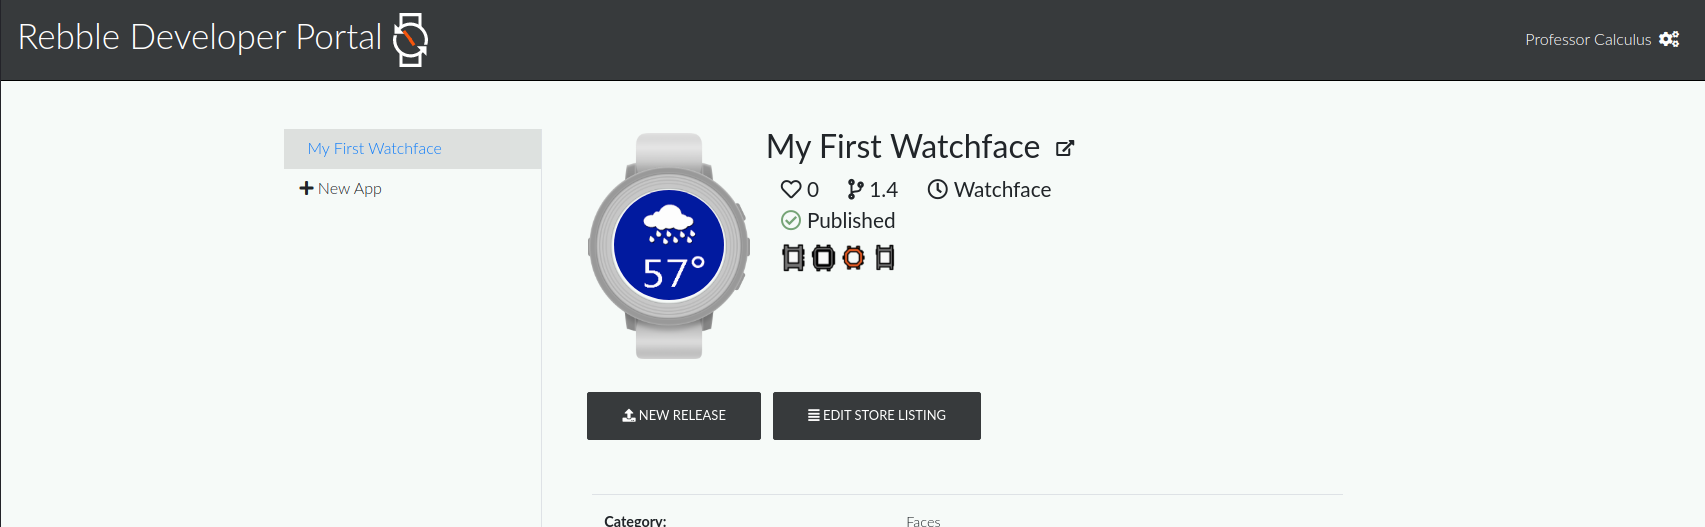 Rebble Developer Portal
Professor Calculus
My First Watchface
New App
My First Watchface
0 1.4 Watchface
Published
57°
NEW RELEASE
EDIT STORE LISTING
Category: Faces